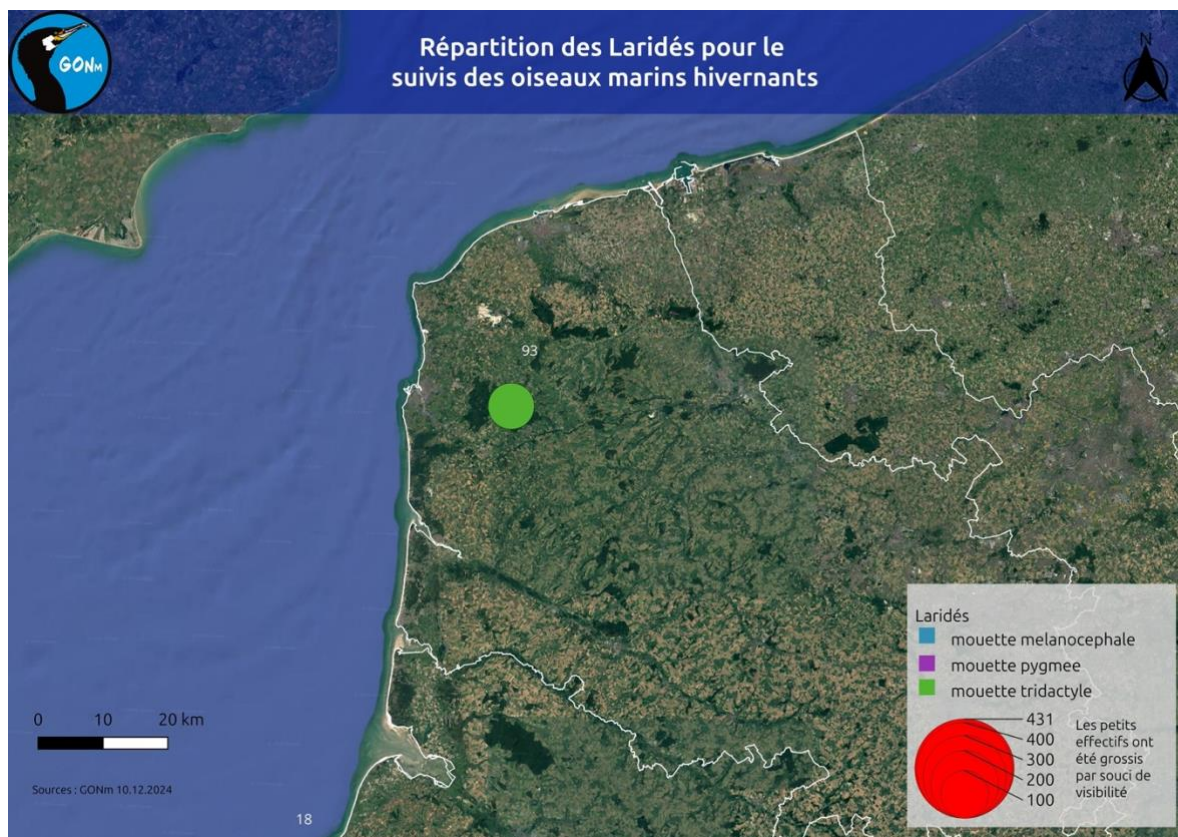 GONm
Répartition des Laridés pour le
suivis des oiseaux marins hivernants
N
93
Laridés
mouette melanocephale
mouette pygmee
mouette tridactyle
0 10 20 km
431
400
300
200
100
Les petits
effectifs ont
été grossis
par souci de
visibilité
Sources : GONm 10.12.2024
18